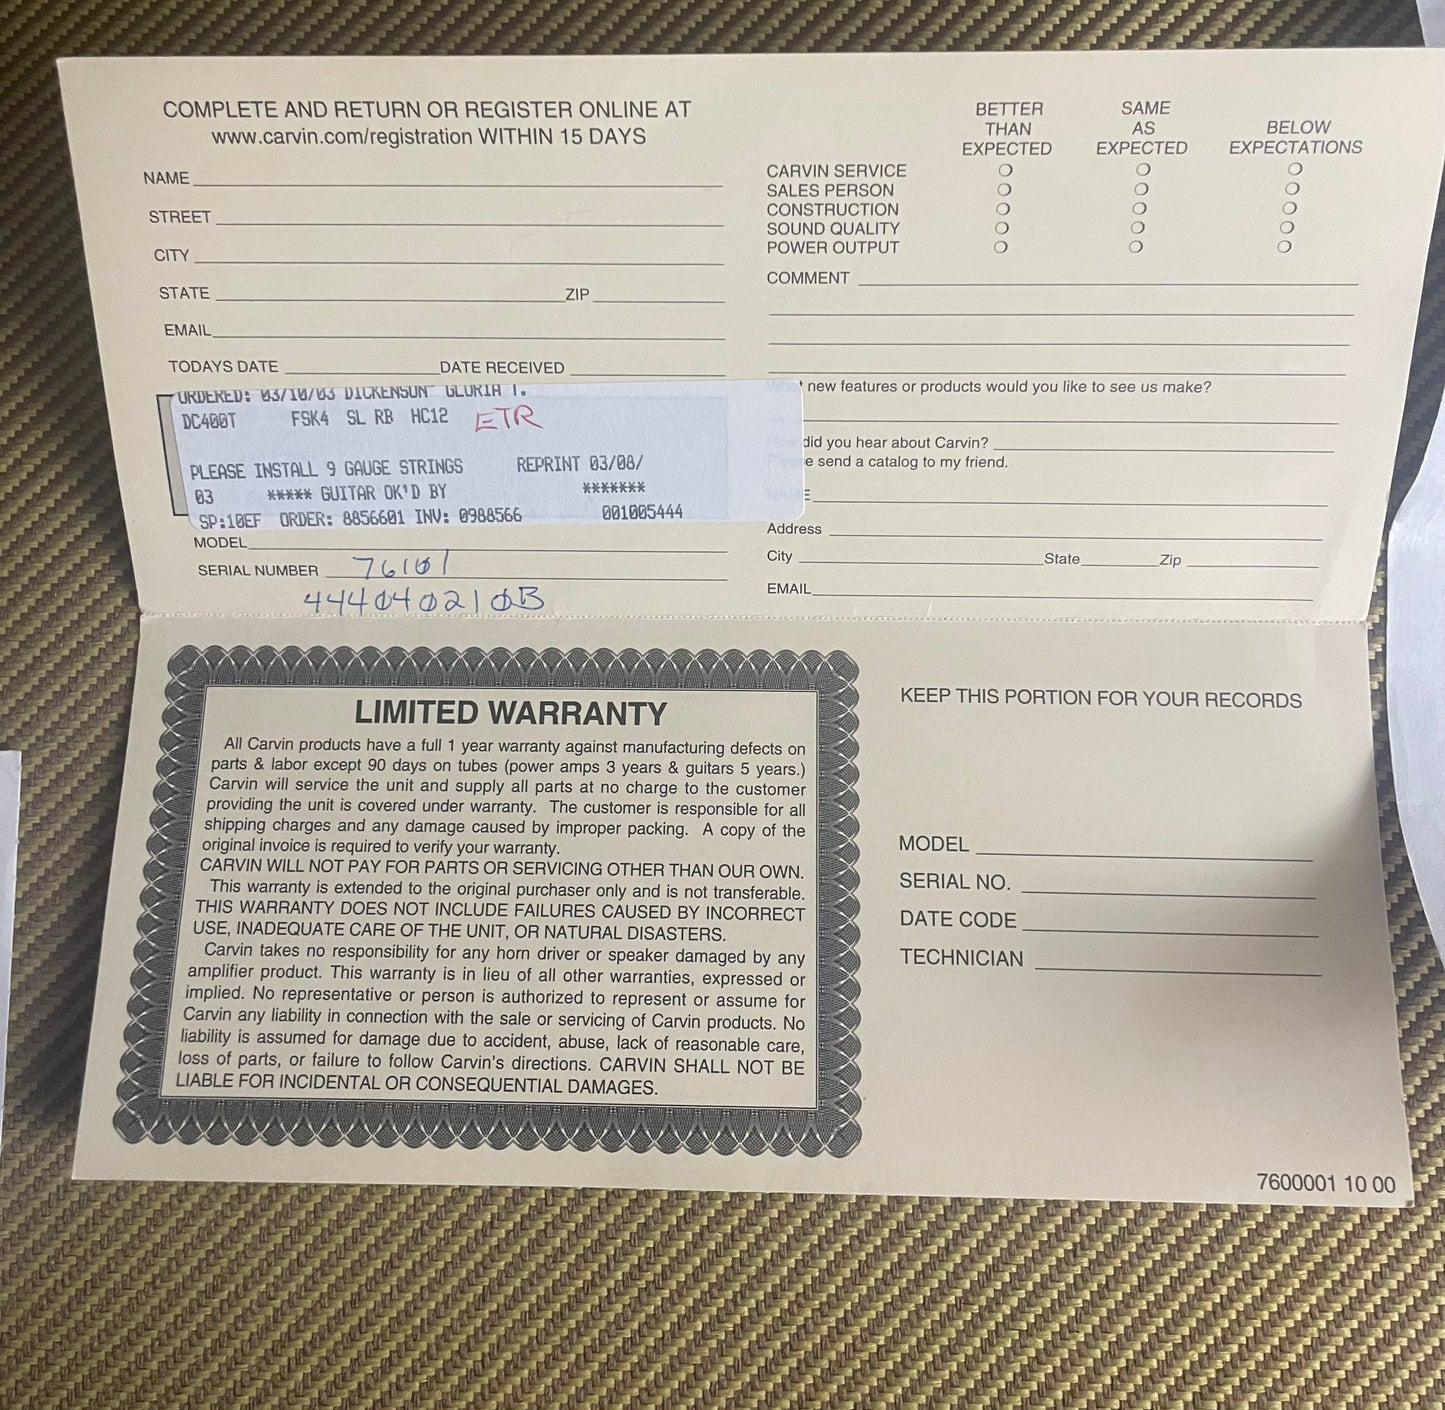 COMPLETE AND RETURN OR REGISTER ONLINE AT
www.carvin.com/registration WITHIN 15 DAYS
NAME
STREET
CITY
STATE ZIP
EMAIL
TODAYS DATE DATE RECEIVED
ORDERED: 03/10/03 DICKENSON GLORIA T.
DC400T FSK4 SL RB HC12 ETR
PLEASE INSTALL 9 GAUGE STRINGS REPRINT 03/08/
03 ***** GUITAR OK'D BY *******
SP:10EF ORDER: 8856601 INV: 0988566 001005444
MODEL
SERIAL NUMBER 76101
444040210B
BETTER THAN EXPECTED
SAME AS EXPECTED
BELOW EXPECTATIONS
CARVIN SERVICE
SALES PERSON
CONSTRUCTION
SOUND QUALITY
POWER OUTPUT
COMMENT
new features or products would you like to see us make?
did you hear about Carvin?
send a catalog to my friend.
Address
City State Zip
EMAIL
LIMITED WARRANTY
All Carvin products have a full 1 year warranty against manufacturing defects on
parts & labor except 90 days on tubes (power amps 3 years & guitars 5 years.)
Carvin will service the unit and supply all parts at no charge to the customer
providing the unit is covered under warranty. The customer is responsible for all
shipping charges and any damage caused by improper packing. A copy of the
original invoice is required to verify your warranty.
CARVIN WILL NOT PAY FOR PARTS OR SERVICING OTHER THAN OUR OWN.
This warranty is extended to the original purchaser only and is not transferable.
THIS WARRANTY DOES NOT INCLUDE FAILURES CAUSED BY INCORRECT
USE, INADEQUATE CARE OF THE UNIT, OR NATURAL DISASTERS.
Carvin takes no responsibility for any horn driver or speaker damaged by any
amplifier product. This warranty is in lieu of all other warranties, expressed or
implied. No representative or person is authorized to represent or assume for
Carvin any liability in connection with the sale or servicing of Carvin products. No
liability is assumed for damage due to accident, abuse, lack of reasonable care,
loss of parts, or failure to follow Carvin's directions. CARVIN SHALL NOT BE
LIABLE FOR INCIDENTAL OR CONSEQUENTIAL DAMAGES.
KEEP THIS PORTION FOR YOUR RECORDS
MODEL
SERIAL NO.
DATE CODE
TECHNICIAN
7600001 10 00